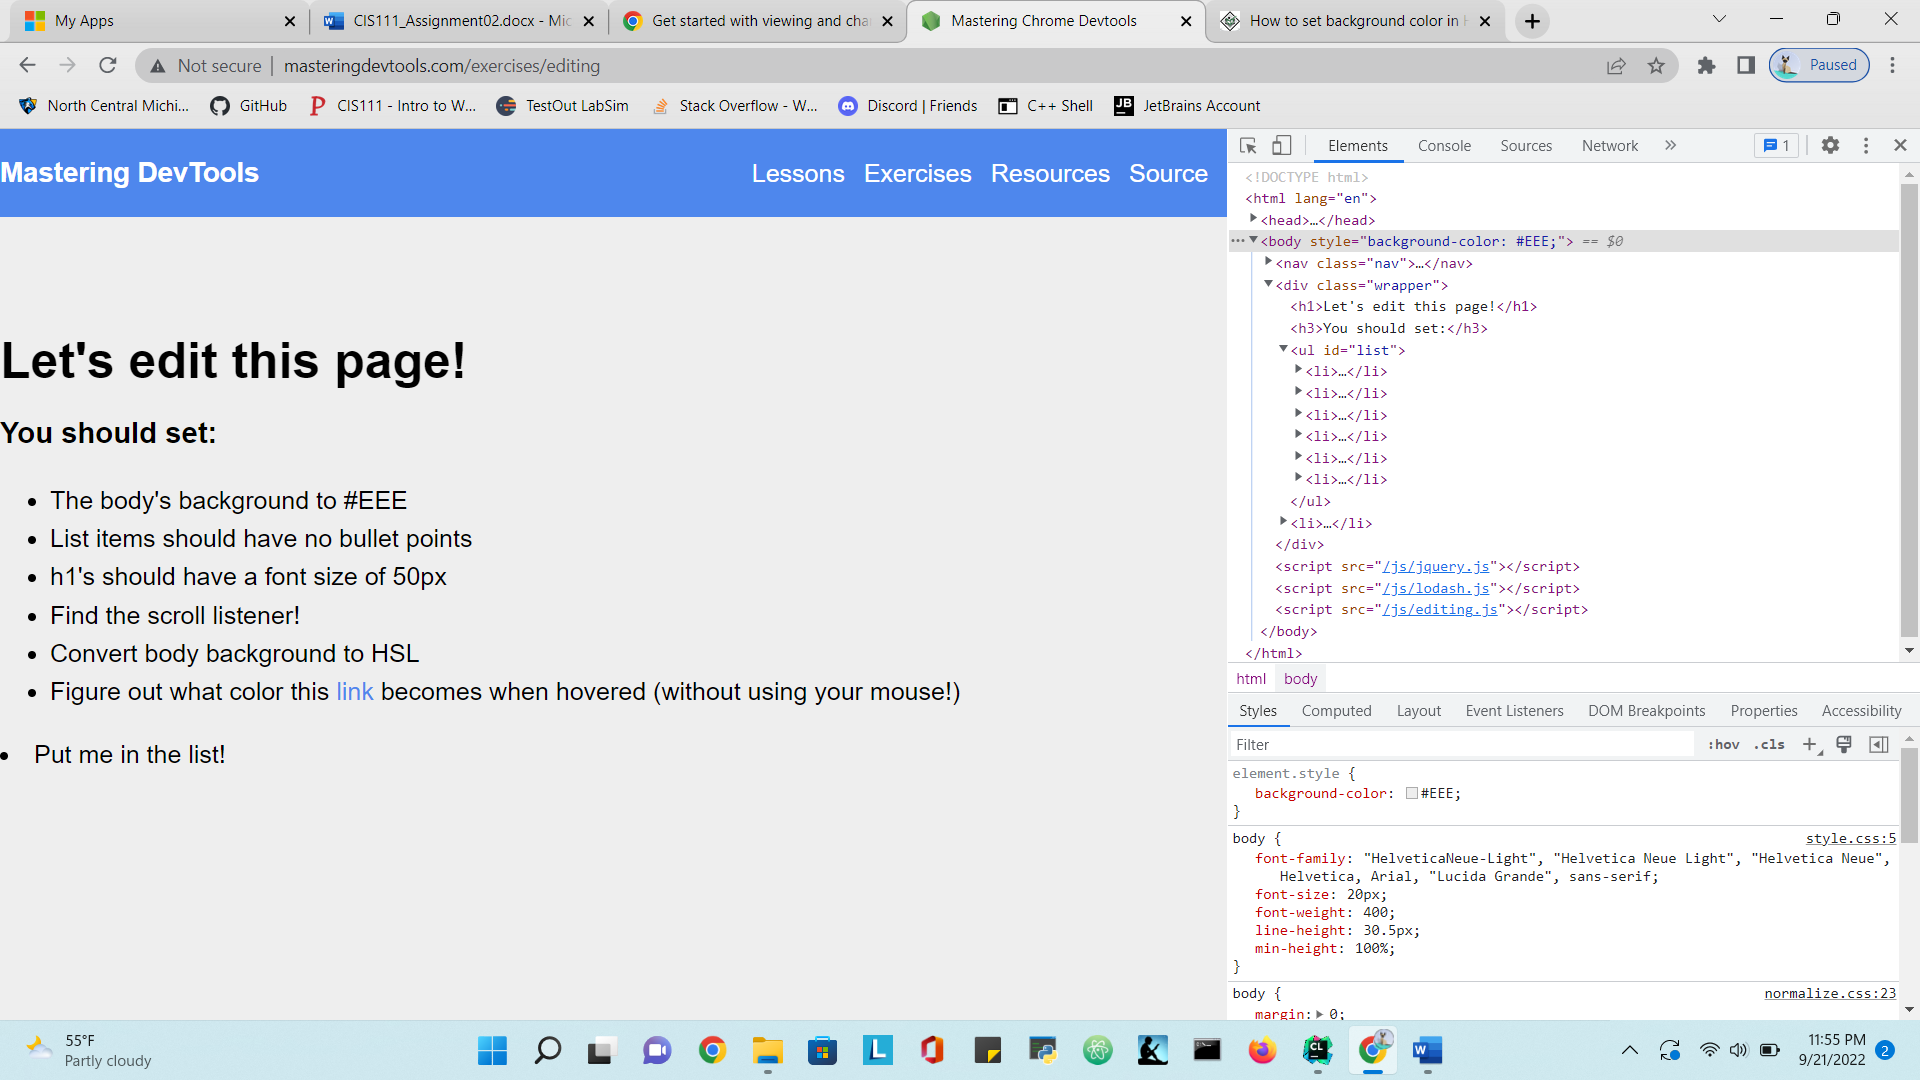 My Apps
CIS111_Assignment02.docx - Mic
Get started with viewing and cha
Mastering Chrome Devtools
How to set background color in H
Not secure | masteringdevtools.com/exercises/editing
Paused
North Central Michi...
GitHub
CIS111 - Intro to W...
TestOut LabSim
Stack Overflow - W...
Discord | Friends
C++ Shell
JetBrains Account
Mastering DevTools
Lessons Exercises Resources Source
Let's edit this page!
You should set:
• The body's background to #EEE
• List items should have no bullet points
• h1's should have a font size of 50px
• Find the scroll listener!
• Convert body background to HSL
• Figure out what color this link becomes when hovered (without using your mouse!)
• Put me in the list!
Elements Console Sources Network » 1
<!DOCTYPE html>
<html lang="en">
<head>…</head>
<body style="background-color: #EEE;"> == $0
<nav class="nav">…</nav>
<div class="wrapper">
<h1>Let's edit this page!</h1>
<h3>You should set:</h3>
<ul id="list">
<li>…</li>
<li>…</li>
<li>…</li>
<li>…</li>
<li>…</li>
<li>…</li>
</ul>
<li>…</li>
</div>
<script src="/js/jquery.js"></script>
<script src="/js/lodash.js"></script>
<script src="/js/editing.js"></script>
</body>
</html>
html body
Styles Computed Layout Event Listeners DOM Breakpoints Properties Accessibility
Filter :hov .cls
element.style {
background-color: #EEE;
}
body { style.css:5
font-family: "HelveticaNeue-Light", "Helvetica Neue Light", "Helvetica Neue",
Helvetica, Arial, "Lucida Grande", sans-serif;
font-size: 20px;
font-weight: 400;
line-height: 30.5px;
min-height: 100%;
}
body { normalize.css:23
margin: 0;
55°F
Partly cloudy
11:55 PM
9/21/2022
2